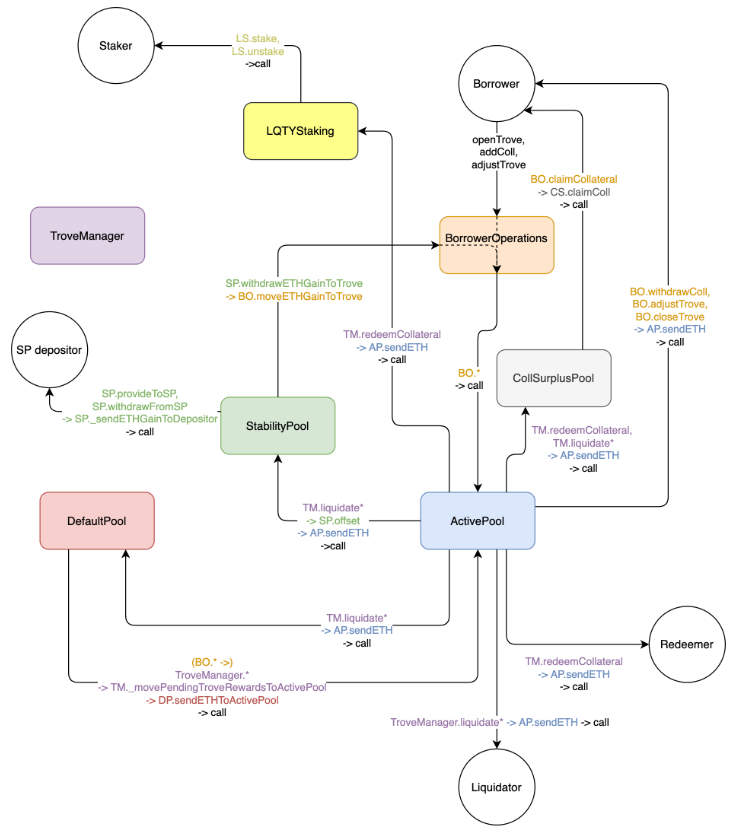 Staker
LS.stake,
LS.unstake
->call
Borrower
LQTYStaking
openTrove,
addColl,
adjustTrove
BO.claimCollateral
-> CS.claimColl
-> call
TroveManager
BorrowerOperations
SP.withdrawETHGainToTrove
-> BO.moveETHGainToTrove
BO.withdrawColl,
BO.adjustTrove,
BO.closeTrove
-> AP.sendETH
-> call
TM.redeemCollateral
-> AP.sendETH
-> call
SP depositor
BO.*
-> call
CollSurplusPool
SP.provideToSP,
SP.withdrawFromSP
-> SP._sendETHGainToDepositor
-> call
StabilityPool
TM.redeemCollateral,
TM.liquidate*
-> AP.sendETH
-> call
DefaultPool
TM.liquidate*
-> SP.offset
-> AP.sendETH
->call
ActivePool
TM.liquidate*
-> AP.sendETH
-> call
Redeemer
(BO.* ->)
TroveManager.*
-> TM._movePendingTroveRewardsToActivePool
-> DP.sendETHToActivePool
-> call
TM.redeemCollateral
-> AP.sendETH
-> call
TroveManager.liquidate* -> AP.sendETH -> call
Liquidator